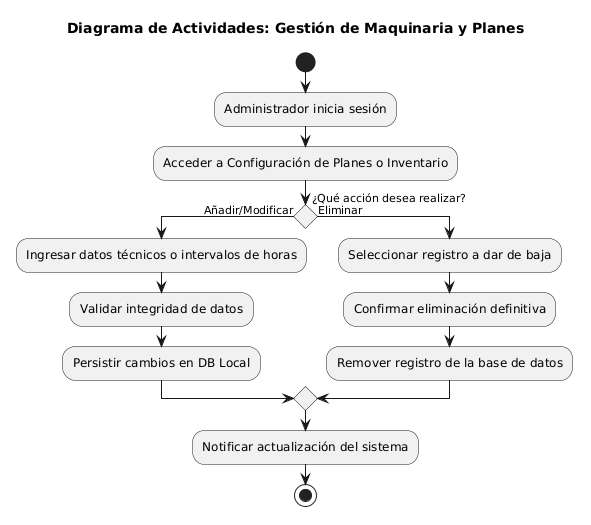 Diagrama de Actividades: Gestión de Maquinaria y Planes
Administrador inicia sesión
Acceder a Configuración de Planes o Inventario
¿Qué acción desea realizar?
Añadir/Modificar
Eliminar
Ingresar datos técnicos o intervalos de horas
Seleccionar registro a dar de baja
Validar integridad de datos
Confirmar eliminación definitiva
Persistir cambios en DB Local
Remover registro de la base de datos
Notificar actualización del sistema